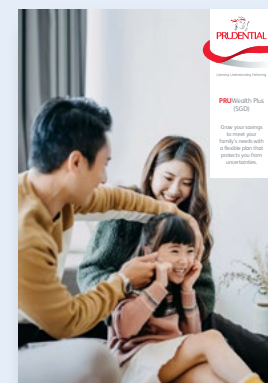 PRUDENTIAL
Listening. Understanding. Delivering.
PRUWealth Plus
(SGD)
Grow your savings
to meet your
family's needs with
a flexible plan that
protects you from
uncertainties.